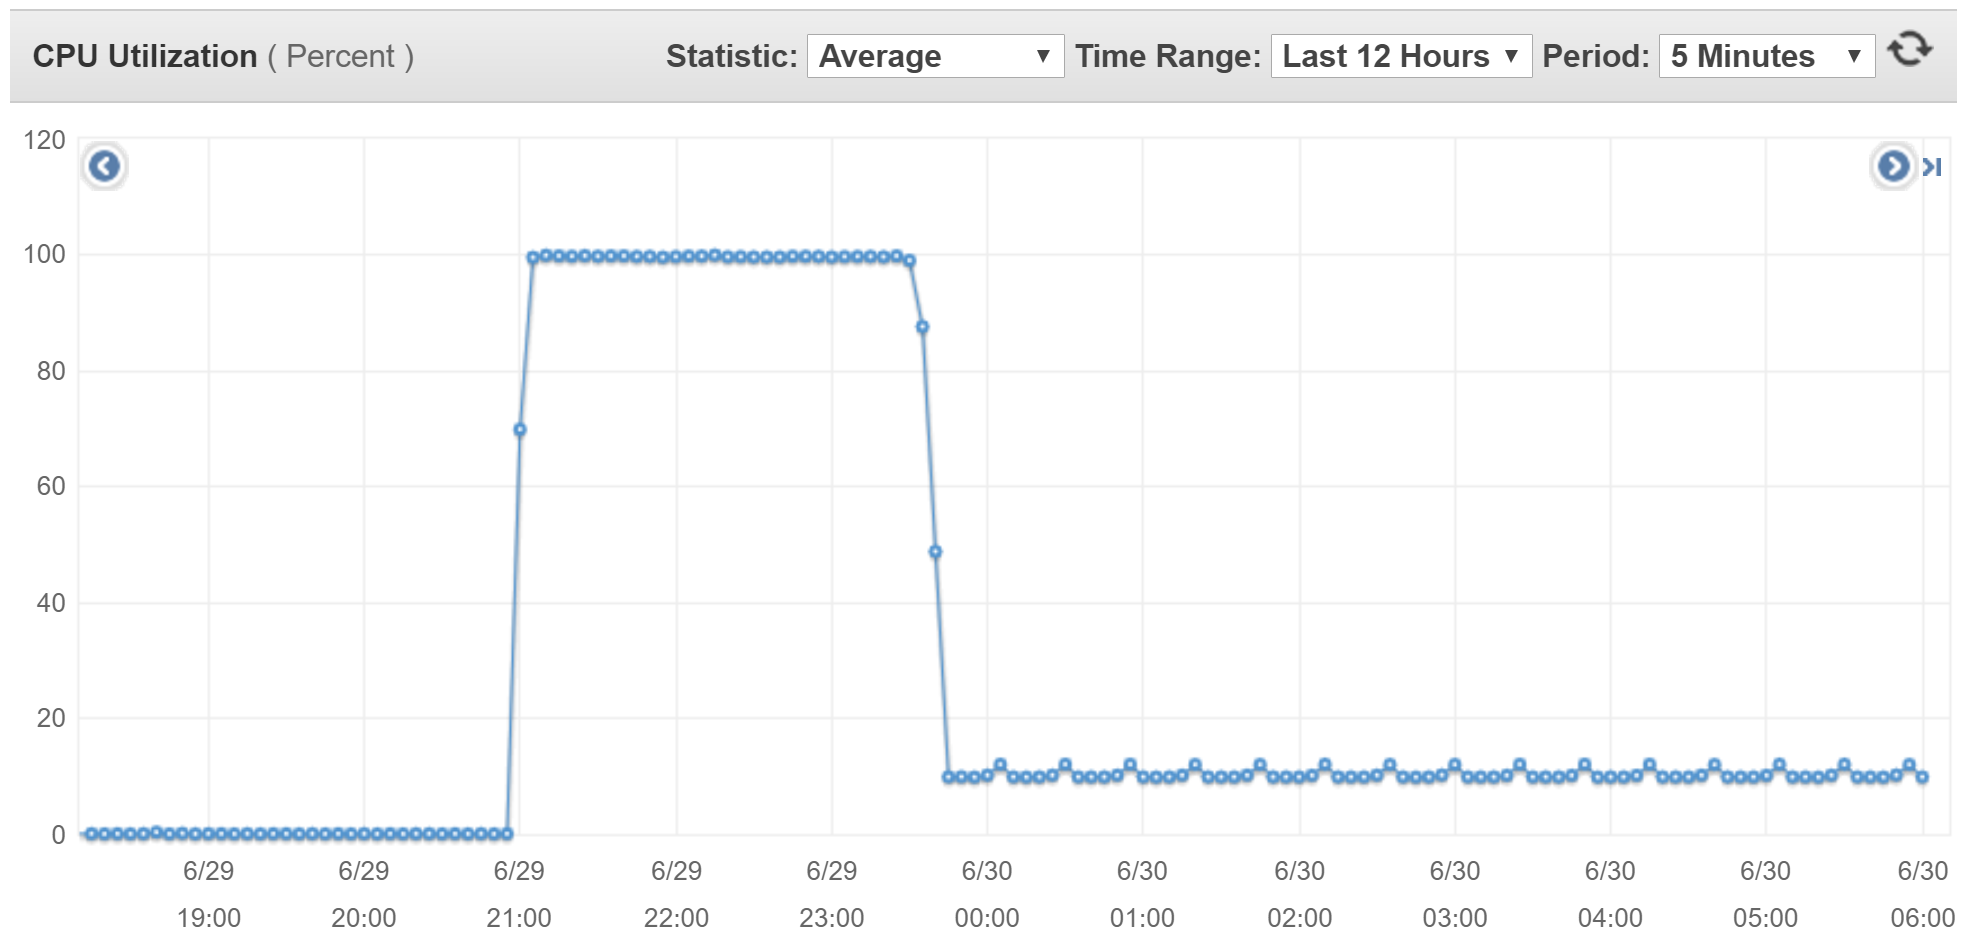 CPU Utilization ( Percent )
Statistic: Average Time Range: Last 12 Hours Period: 5 Minutes
120
100
80
60
40
20
0
6/29 6/29 6/29 6/29 6/29 6/30 6/30 6/30 6/30 6/30 6/30 6/30
19:00 20:00 21:00 22:00 23:00 00:00 01:00 02:00 03:00 04:00 05:00 06:00